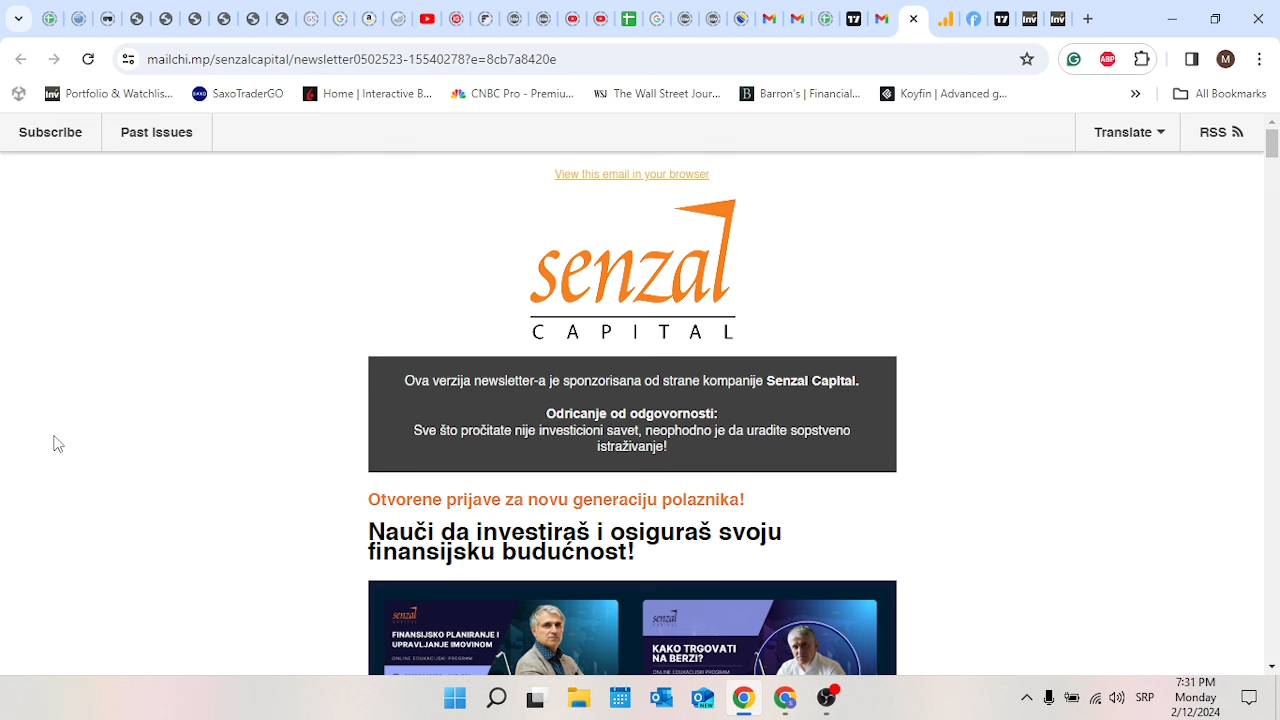 mailchi.mp/senzalcapital/newsletter05025225-15540278?e=8cb7a8420e
Portfolio & Watchlis...
SaxoTraderGO
Home | Interactive B...
CNBC Pro - Premiu...
The Wall Street Jour...
Barron's | Financial...
Koyfin | Advanced g...
All Bookmarks
Subscribe
Past Issues
Translate
RSS
View this email in your browser
senzal
CAPITAL
Ova verzija newsletter-a je sponzorisana od strane kompanije Senzal Capital.
Odricanje od odgovornosti:
Sve što pročitate nije investicioni savet, neophodno je da uradite sopstveno
istraživanje!
Otvorene prijave za novu generaciju polaznika!
Nauči da investiraš i osiguraš svoju
finansijsku budućnost!
senzal
FINANSIJSKO PLANIRANJE I
UPRAVLJANJE IMOVINOM
ONLINE EDUKACIJSKI PROGRAM
senzal
KAKO TRGOVATI
NA BERZI?
ONLINE EDUKACIJSKI PROGRAM
SRP
7:31 PM
Monday
2/12/2024